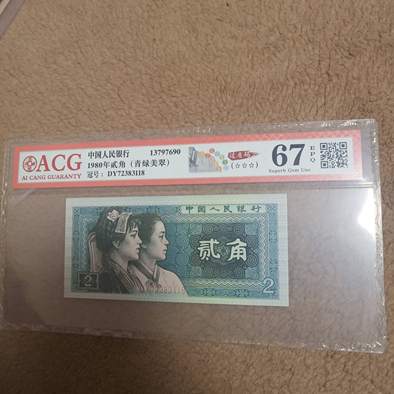 ACG
AI CANG GUARANTY
中国人民银行 13797690
1980年贰角（青绿美翠）
冠号：DY72383118
(☆☆☆)
67 EPQ
Superb Gem Unc
中国人民银行
贰角
2
2